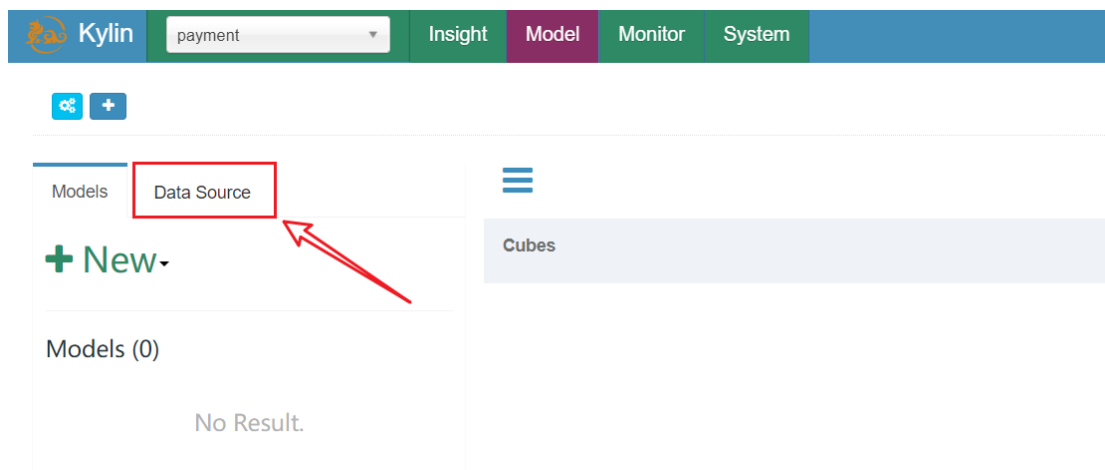 Kylin payment Insight Model Monitor System
Models Data Source
New
Cubes
Models (0)
No Result.